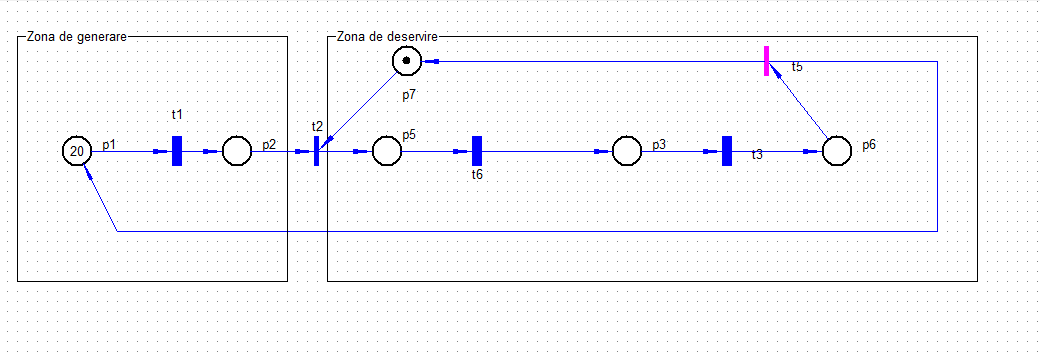 Zona de generare
Zona de deservire
t5
p7
t1
t2
p5
20
p1
p2
p3
t3
p6
t6